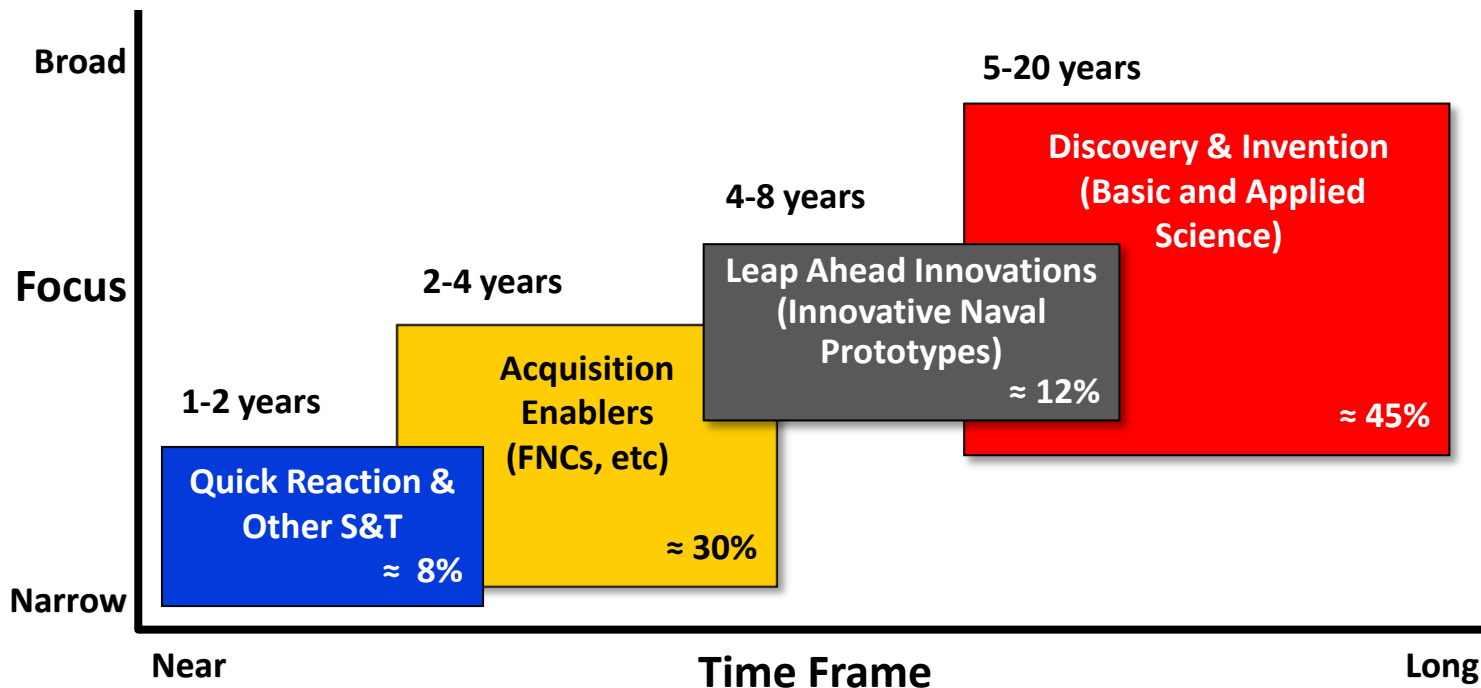 Broad
5-20 years
Discovery & Invention
(Basic and Applied
Science)
≈ 45%
4-8 years
Leap Ahead Innovations
(Innovative Naval
Prototypes)
≈ 12%
Focus
2-4 years
Acquisition
Enablers
(FNCs, etc)
≈ 30%
1-2 years
Quick Reaction &
Other S&T
≈ 8%
Narrow
Near
Time Frame
Long